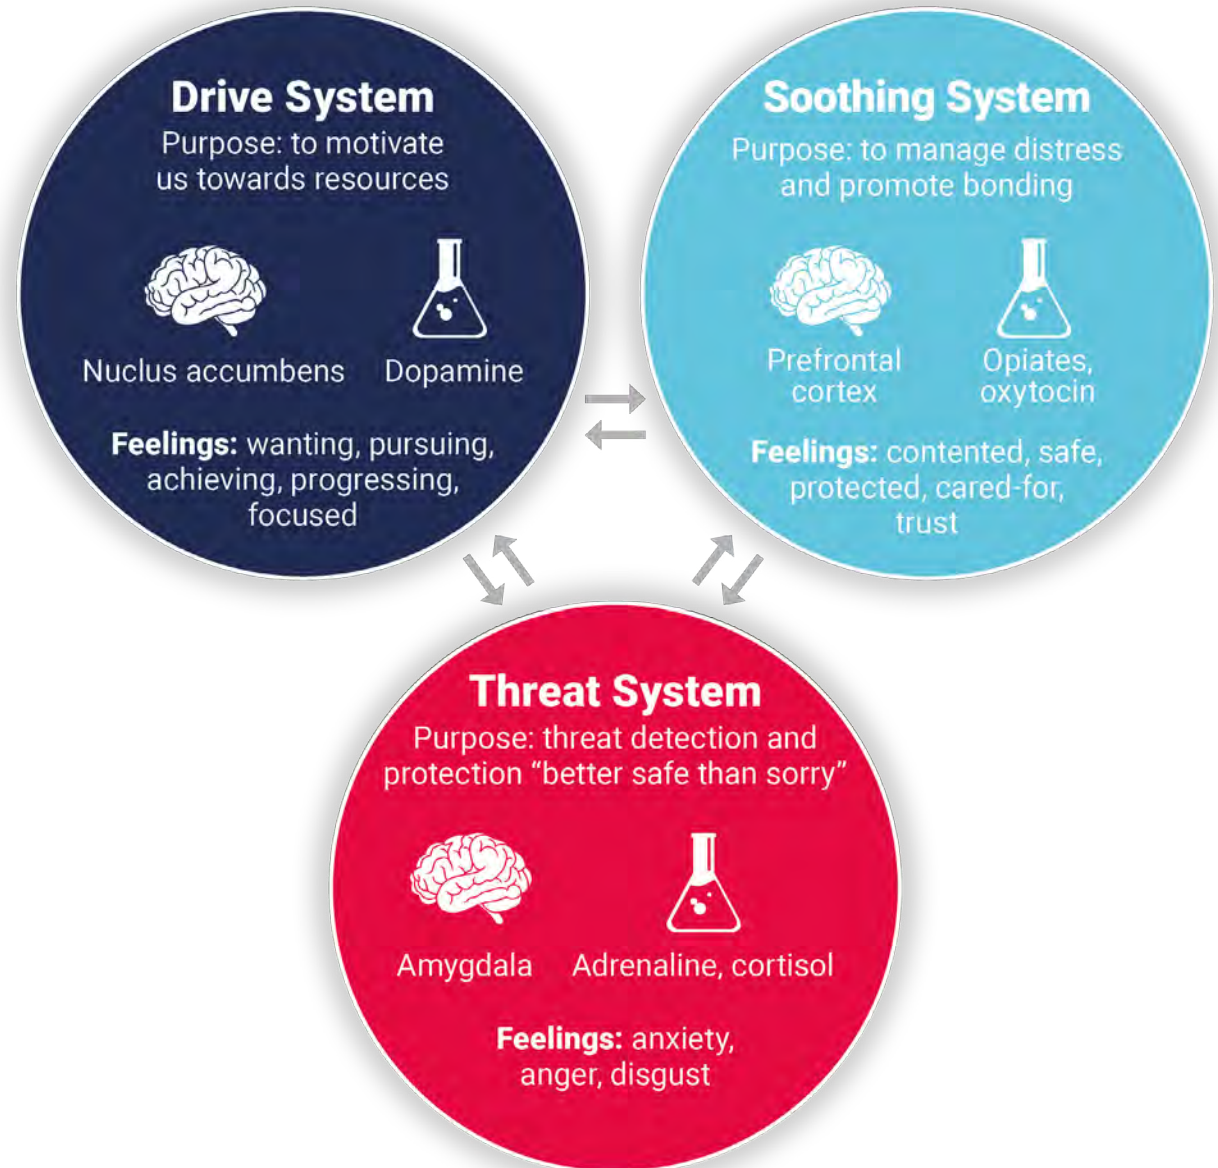 Drive System
Purpose: to motivate
us towards resources
Nuclus accumbens
Dopamine
Feelings: wanting, pursuing,
achieving, progressing,
focused
Soothing System
Purpose: to manage distress
and promote bonding
Prefrontal
cortex
Opiates,
oxytocin
Feelings: contented, safe,
protected, cared-for,
trust
Threat System
Purpose: threat detection and
protection “better safe than sorry”
Amygdala
Adrenaline, cortisol
Feelings: anxiety,
anger, disgust